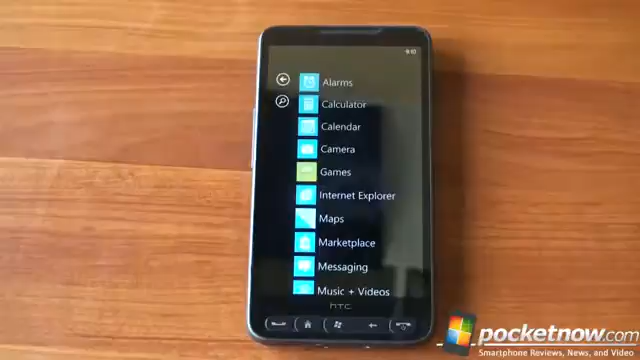 9:10
Alarms
Calculator
Calendar
Camera
Games
Internet Explorer
Maps
Marketplace
Messaging
Music + Videos
hTC
pocketnow.com
Smartphone Reviews, News, and Video